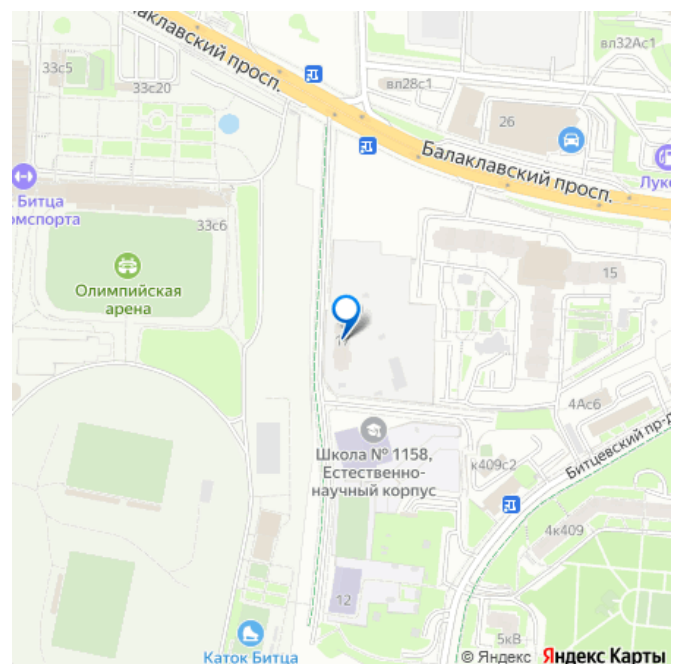 Балаклавский просп.
33с5
33с20
вл32Ас1
вл28с1
26
Балаклавский просп.
Битца
33с6
15
Олимпийская
арена
4Ас6
Школа № 1158,
Естественно-
научный корпус
к409с2
Битцевский пр-д
4к409
12
5кВ
Каток Битца
© Яндекс Яндекс Карты